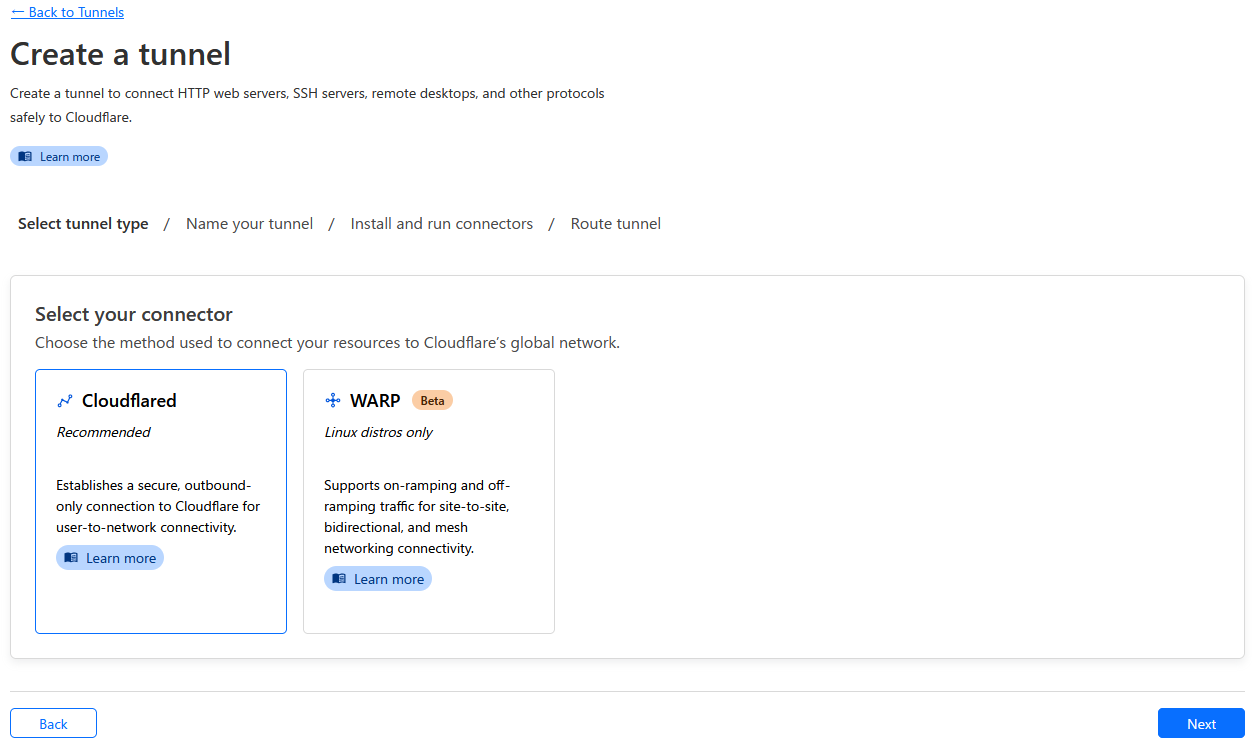 ← Back to Tunnels
Create a tunnel
Create a tunnel to connect HTTP web servers, SSH servers, remote desktops, and other protocols
safely to Cloudflare.
Learn more
Select tunnel type / Name your tunnel / Install and run connectors / Route tunnel
Select your connector
Choose the method used to connect your resources to Cloudflare’s global network.
Cloudflared
Recommended
Establishes a secure, outbound-
only connection to Cloudflare for
user-to-network connectivity.
Learn more
WARP Beta
Linux distros only
Supports on-ramping and off-
ramping traffic for site-to-site,
bidirectional, and mesh
networking connectivity.
Learn more
Back
Next